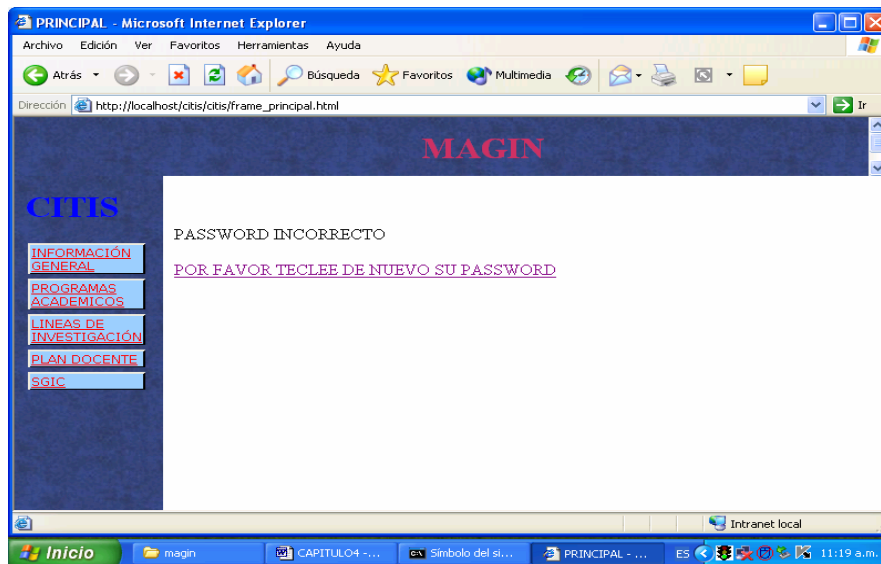 PRINCIPAL - Microsoft Internet Explorer
Archivo Edición Ver Favoritos Herramientas Ayuda
Atrás Búsqueda Favoritos Multimedia
Dirección http://localhost/citis/citis/frame_principal.html Ir
MAGIN
CITIS
INFORMACIÓN
GENERAL
PROGRAMAS
ACADEMICOS
LINEAS DE
INVESTIGACIÓN
PLAN DOCENTE
SGIC
PASSWORD INCORRECTO
POR FAVOR TECLEE DE NUEVO SU PASSWORD
Intranet local
Inicio magin CAPITULO4 -... Símbolo del si... PRINCIPAL - ... ES 11:19 a.m.